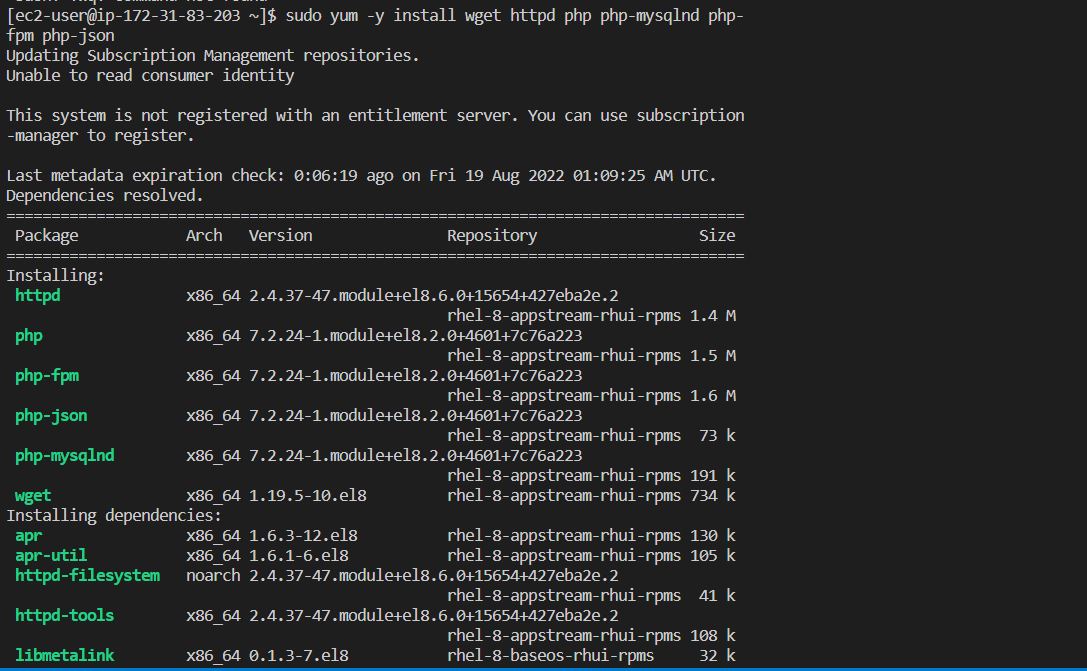 [ec2-user@ip-172-31-83-203 ~]$ sudo yum -y install wget httpd php php-mysqlnd php-
fpm php-json
Updating Subscription Management repositories.
Unable to read consumer identity
This system is not registered with an entitlement server. You can use subscription
-manager to register.
Last metadata expiration check: 0:06:19 ago on Fri 19 Aug 2022 01:09:25 AM UTC.
Dependencies resolved.
================================================================================
Package Arch Version Repository Size
================================================================================
Installing:
httpd x86_64 2.4.37-47.module+el8.6.0+15654+427eba2e.2
rhel-8-appstream-rhui-rpms 1.4 M
php x86_64 7.2.24-1.module+el8.2.0+4601+7c76a223
rhel-8-appstream-rhui-rpms 1.5 M
php-fpm x86_64 7.2.24-1.module+el8.2.0+4601+7c76a223
rhel-8-appstream-rhui-rpms 1.6 M
php-json x86_64 7.2.24-1.module+el8.2.0+4601+7c76a223
rhel-8-appstream-rhui-rpms 73 k
php-mysqlnd x86_64 7.2.24-1.module+el8.2.0+4601+7c76a223
rhel-8-appstream-rhui-rpms 191 k
wget x86_64 1.19.5-10.el8 rhel-8-appstream-rhui-rpms 734 k
Installing dependencies:
apr x86_64 1.6.3-12.el8 rhel-8-appstream-rhui-rpms 130 k
apr-util x86_64 1.6.1-6.el8 rhel-8-appstream-rhui-rpms 105 k
httpd-filesystem noarch 2.4.37-47.module+el8.6.0+15654+427eba2e.2
rhel-8-appstream-rhui-rpms 41 k
httpd-tools x86_64 2.4.37-47.module+el8.6.0+15654+427eba2e.2
rhel-8-appstream-rhui-rpms 108 k
libmetalink x86_64 0.1.3-7.el8 rhel-8-baseos-rhui-rpms 32 k